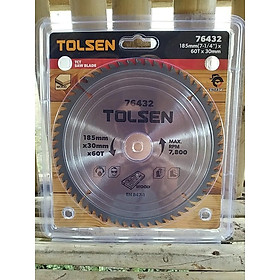 TOLSEN
76432
185mm(7-1/4") x
60T x 30mm
TCT
SAW BLADE
76432
TOLSEN
185mm
x30mm
x60T
MAX.
RPM
7,800
WOOD